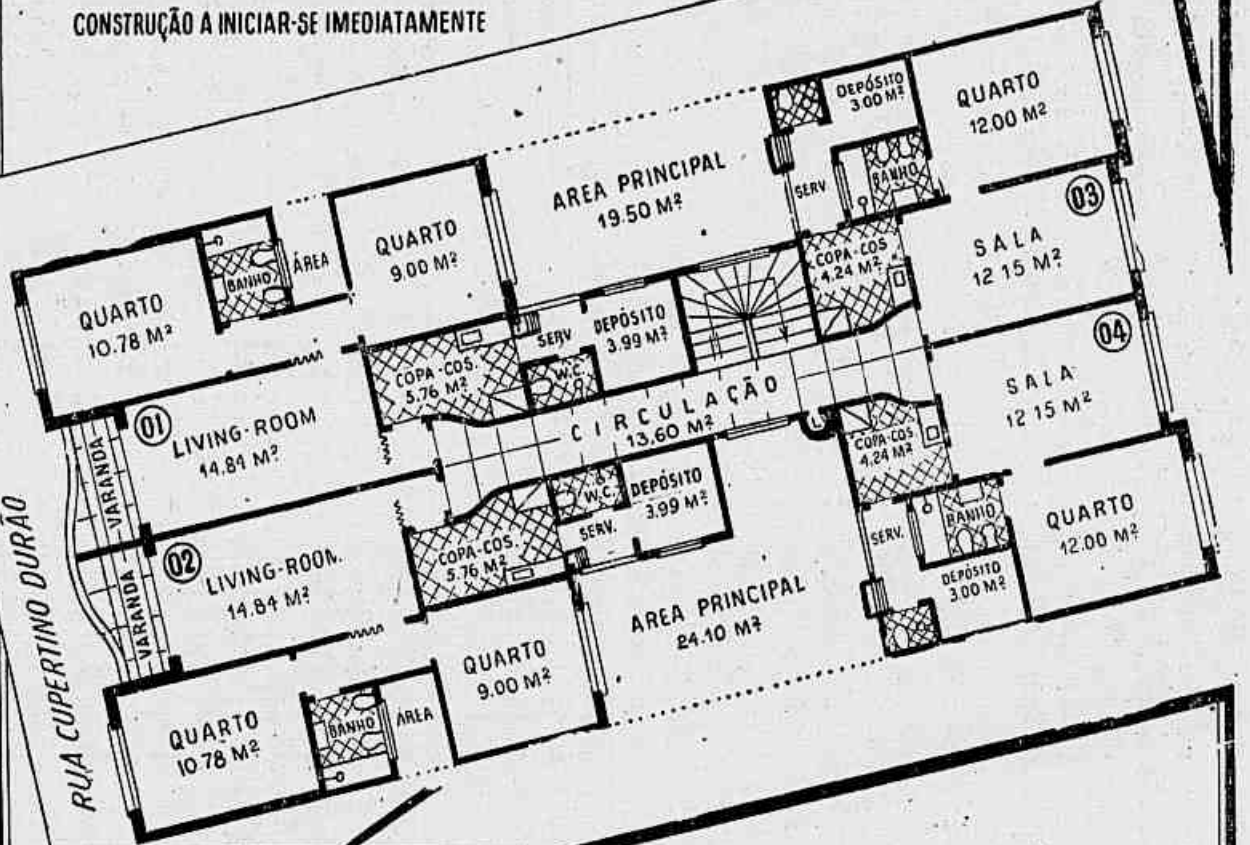 CONSTRUÇÃO A INICIAR-SE IMEDIATAMENTE
DEPÓSITO
3.00 M²
QUARTO
12.00 M²
AREA PRINCIPAL
19.50 M²
SERV
BANHO
03
QUARTO
9.00 M²
ÁREA
BANHO
QUARTO
10.78 M²
COPA-COS
4.24 M²
SALA
12 15 M²
DEPÓSITO
3.99 M²
SERV
W.C.
COPA-COS.
5.76 M²
04
SALA
12 15 M²
CIRCULAÇÃO
13.60 M²
L
01
LIVING-ROOM
14.84 M²
VARANDA
COPA-COS.
4.24 M²
W.C.
DEPÓSITO
3.99 M²
SERV.
COPA-COS.
5.76 M²
BANHO
SERV.
QUARTO
12.00 M²
DEPÓSITO
3.00 M²
02
LIVING-ROOM.
14.84 M²
VARANDA
AREA PRINCIPAL
24.10 M²
QUARTO
9.00 M²
QUARTO
10.78 M²
BANHO
ÁREA
RUA CUPERTINO DURÃO